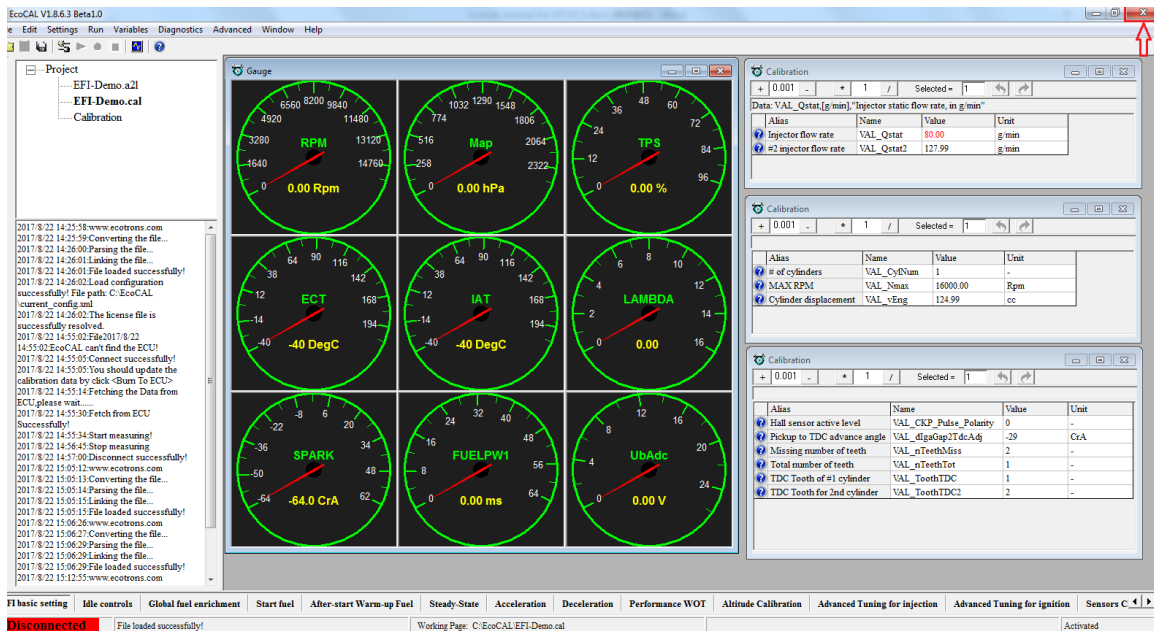 EcoCAL V1.8.6.3 Beta1.0
e Edit Settings Run Variables Diagnostics Advanced Window Help
Project
EFI-Demo.a2l
EFI-Demo.cal
Calibration
2017/8/22 14:25:58:www.ecotrons.com
2017/8/22 14:25:59:Converting the file...
2017/8/22 14:26:00:Parsing the file...
2017/8/22 14:26:01:Linking the file...
2017/8/22 14:26:01:File loaded successfully!
2017/8/22 14:26:02:Load configuration
successfully! File path: C:\EcoCAL
\current_config.xml
2017/8/22 14:26:02:The license file is
successfully resolved.
2017/8/22 14:55:02:File2017/8/22
14:55:02:EcoCAL can't find the ECU!
2017/8/22 14:55:05:Connect successfully!
2017/8/22 14:55:05:You should update the
calibration data by click <Burn To ECU>
2017/8/22 14:55:14:Fetching the Data from
ECU,please wait......
2017/8/22 14:55:30:Fetch from ECU
Successfully!
2017/8/22 14:55:34:Start measuring!
2017/8/22 14:56:45:Stop measuring
2017/8/22 14:57:00:Disconnect successfully!
2017/8/22 15:05:12:www.ecotrons.com
2017/8/22 15:05:13:Converting the file...
2017/8/22 15:05:14:Parsing the file...
2017/8/22 15:05:15:Linking the file...
2017/8/22 15:05:15:File loaded successfully!
2017/8/22 15:06:26:www.ecotrons.com
2017/8/22 15:06:27:Converting the file...
2017/8/22 15:06:29:Parsing the file...
2017/8/22 15:06:29:Linking the file...
2017/8/22 15:06:29:File loaded successfully!
2017/8/22 15:12:55:www.ecotrons.com
Gauge
0 1640 3280 4920 6560 8200 9840 11480 13120 14760
RPM
0.00 Rpm
0 258 516 774 1032 1290 1548 1806 2064 2322
Map
0.00 hPa
0 12 24 36 48 60 72 84 96
TPS
0.00 %
-40 -14 12 38 64 90 116 142 168 194
ECT
-40 DegC
-40 -14 12 38 64 90 116 142 168 194
IAT
-40 DegC
0 2 4 6 8 10 12 14 16
LAMBDA
0.00
-64 -50 -36 -22 -8 6 20 34 48 62
SPARK
-64.0 CrA
0 8 16 24 32 40 48 56 64
FUELPW1
0.00 ms
0 4 8 12 16 20 24
UbAdc
0.00 V
Calibration
+ 0.001 - * 1 / Selected = 1
Data: VAL_Qstat,[g/min],"Injector static flow rate, in g/min"
Alias Name Value Unit
Injector flow rate VAL_Qstat 80.00 g/min
#2 injector flow rate VAL_Qstat2 127.99 g/min
Calibration
+ 0.001 - * 1 / Selected = 1
Alias Name Value Unit
# of cylinders VAL_CylNum 1 -
MAX RPM VAL_Nmax 16000.00 Rpm
Cylinder displacement VAL_vEng 124.99 cc
Calibration
+ 0.001 - * 1 / Selected = 1
Alias Name Value Unit
Hall sensor active level VAL_CKP_Pulse_Polarity 0 -
Pickup to TDC advance angle VAL_dIgaGap2TdcAdj -29 CrA
Missing number of teeth VAL_nTeethMiss 2 -
Total number of teeth VAL_nTeethTot 1 -
TDC Tooth of #1 cylinder VAL_ToothTDC 1 -
TDC Tooth for 2nd cylinder VAL_ToothTDC2 2 -
FI basic setting Idle controls Global fuel enrichment Start fuel After-start Warm-up Fuel Steady-State Acceleration Deceleration Performance WOT Altitude Calibration Advanced Tuning for injection Advanced Tuning for ignition Sensors C
Disconnected File loaded successfully! Working Page: C:\EcoCAL\EFI-Demo.cal Activated